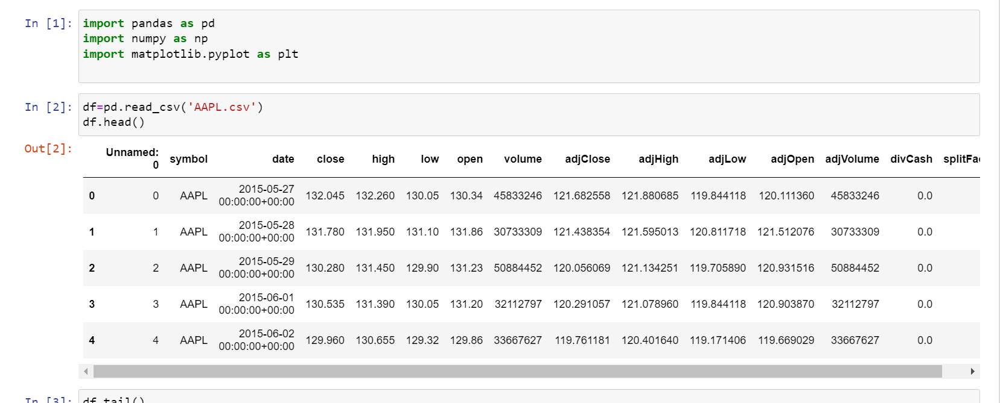 In [1]: import pandas as pd
import numpy as np
import matplotlib.pyplot as plt
In [2]: df=pd.read_csv('AAPL.csv')
df.head()
Out[2]:
Unnamed: 0 symbol date close high low open volume adjClose adjHigh adjLow adjOpen adjVolume divCash splitFac
0 0 AAPL 2015-05-27 00:00:00+00:00 132.045 132.260 130.05 130.34 45833246 121.682558 121.880685 119.844118 120.111360 45833246 0.0
1 1 AAPL 2015-05-28 00:00:00+00:00 131.780 131.950 131.10 131.86 30733309 121.438354 121.595013 120.811718 121.512076 30733309 0.0
2 2 AAPL 2015-05-29 00:00:00+00:00 130.280 131.450 129.90 131.23 50884452 120.056069 121.134251 119.705890 120.931516 50884452 0.0
3 3 AAPL 2015-06-01 00:00:00+00:00 130.535 131.390 130.05 131.20 32112797 120.291057 121.078960 119.844118 120.903870 32112797 0.0
4 4 AAPL 2015-06-02 00:00:00+00:00 129.960 130.655 129.32 129.86 33667627 119.761181 120.401640 119.171406 119.669029 33667627 0.0
In [3]: df.tail()